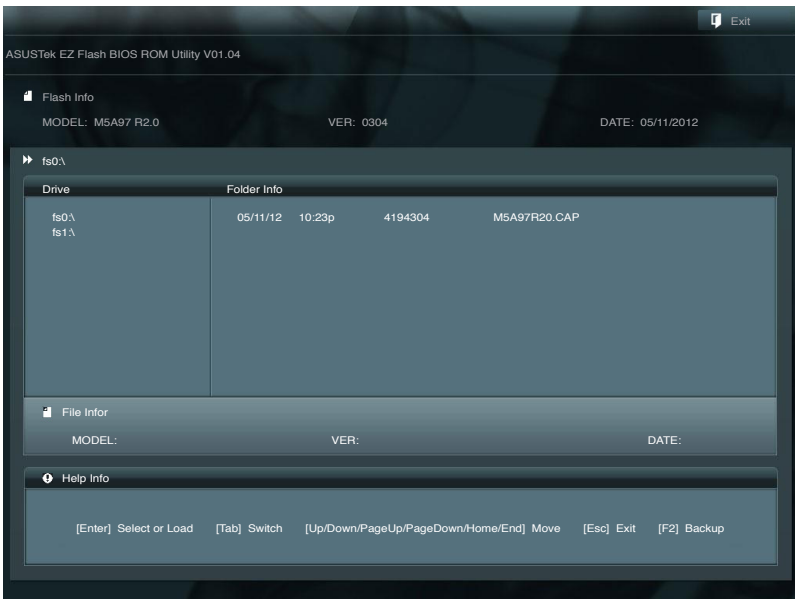 Exit
ASUSTek EZ Flash BIOS ROM Utility V01.04
Flash Info
MODEL: M5A97 R2.0 VER: 0304 DATE: 05/11/2012
fs0:\
Drive Folder Info
fs0:\ 05/11/12 10:23p 4194304 M5A97R20.CAP
fs1:\
File Infor
MODEL: VER: DATE:
Help Info
[Enter] Select or Load [Tab] Switch [Up/Down/PageUp/PageDown/Home/End] Move [Esc] Exit [F2] Backup